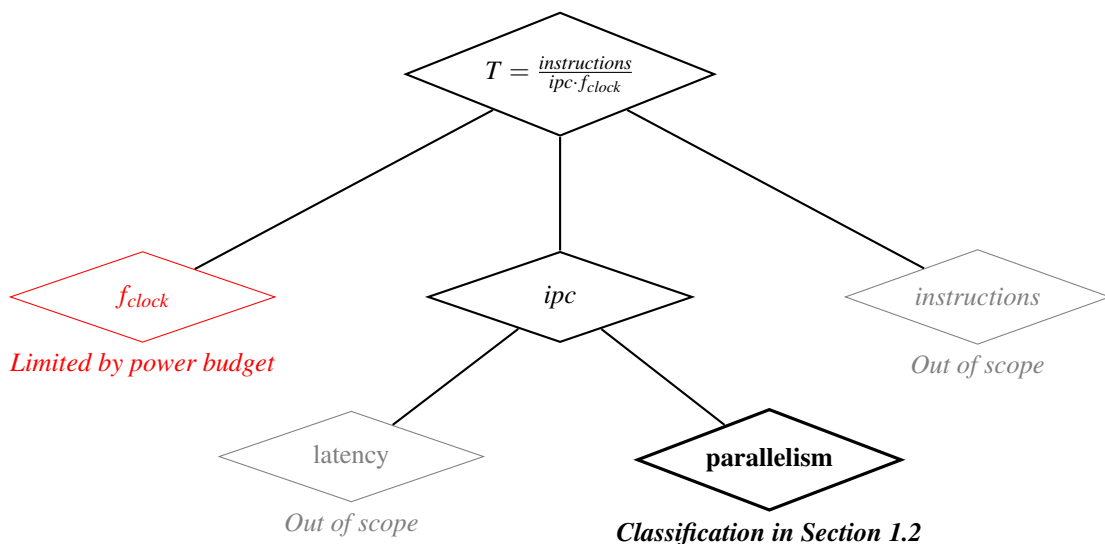 T = instructions / ipc·f_clock
f_clock
ipc
instructions
Limited by power budget
Out of scope
latency
parallelism
Out of scope
Classification in Section 1.2